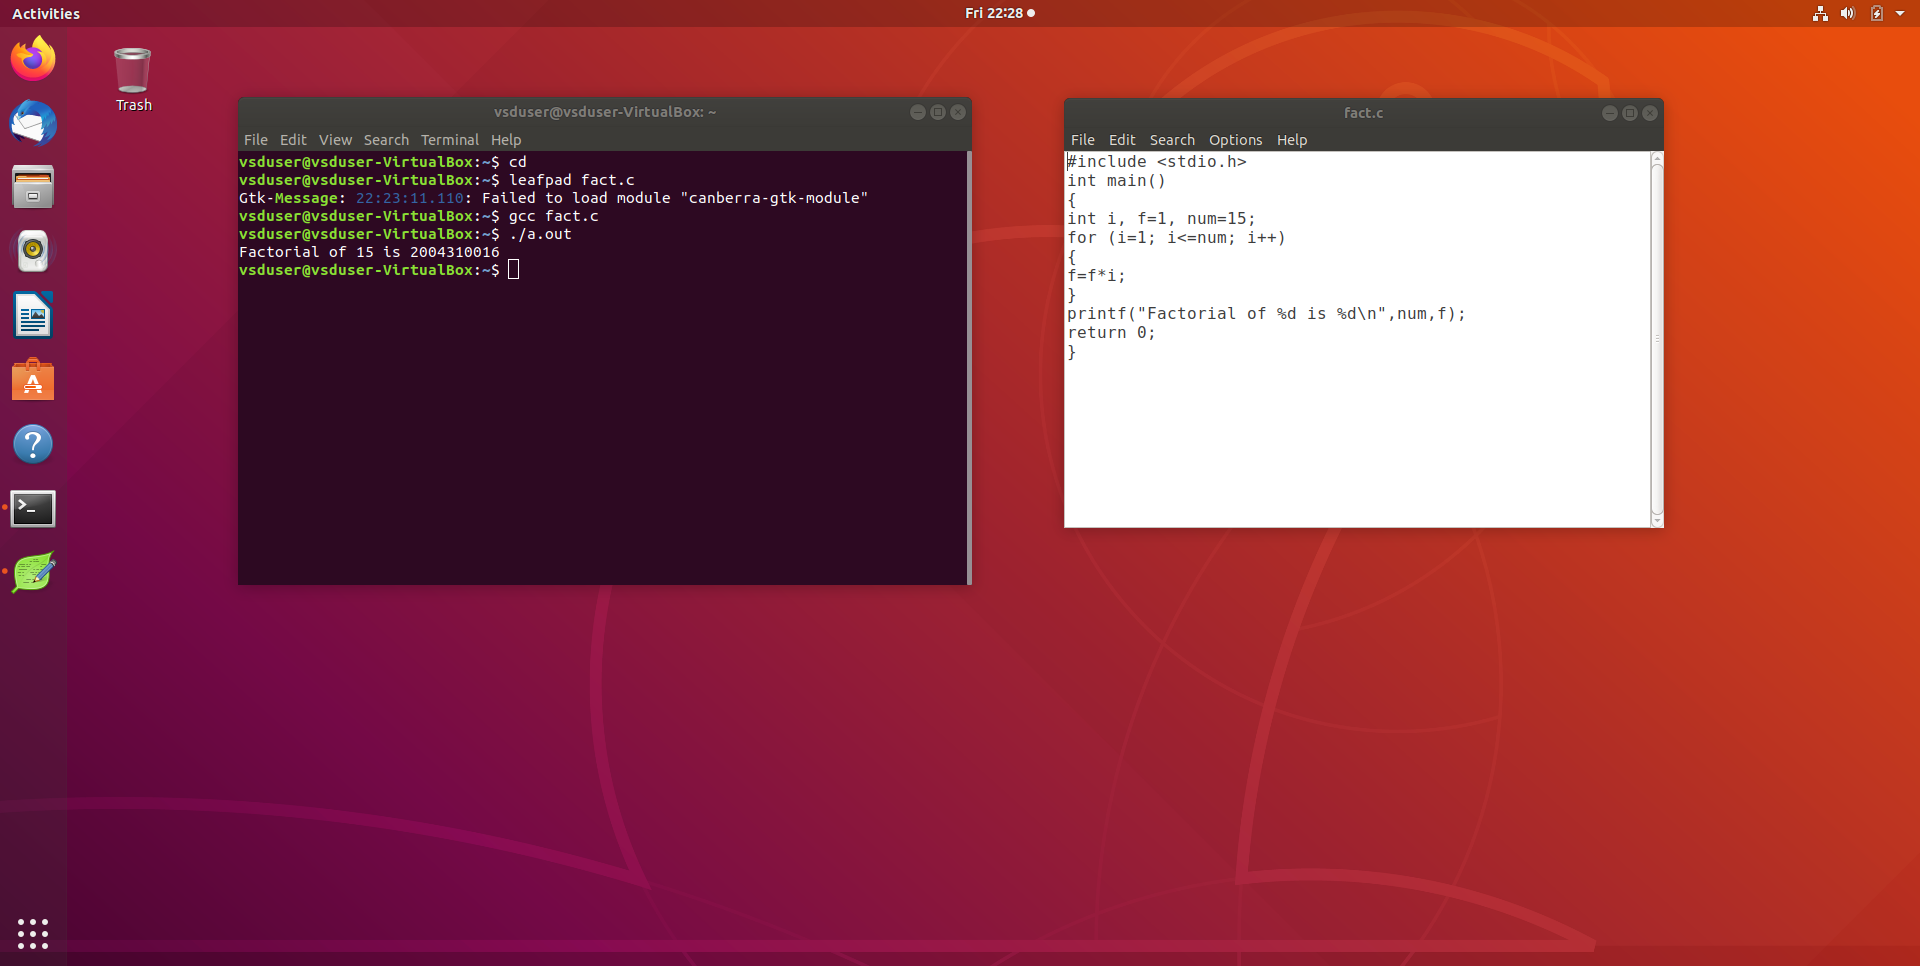 Activities
Fri 22:28
Trash
vsduser@vsduser-VirtualBox: ~
File Edit View Search Terminal Help
vsduser@vsduser-VirtualBox:~$ cd
vsduser@vsduser-VirtualBox:~$ leafpad fact.c
Gtk-Message: 22:23:11.110: Failed to load module "canberra-gtk-module"
vsduser@vsduser-VirtualBox:~$ gcc fact.c
vsduser@vsduser-VirtualBox:~$ ./a.out
Factorial of 15 is 2004310016
vsduser@vsduser-VirtualBox:~$
fact.c
File Edit Search Options Help
#include <stdio.h>
int main()
{
int i, f=1, num=15;
for (i=1; i<=num; i++)
{
f=f*i;
}
printf("Factorial of %d is %d\n",num,f);
return 0;
}